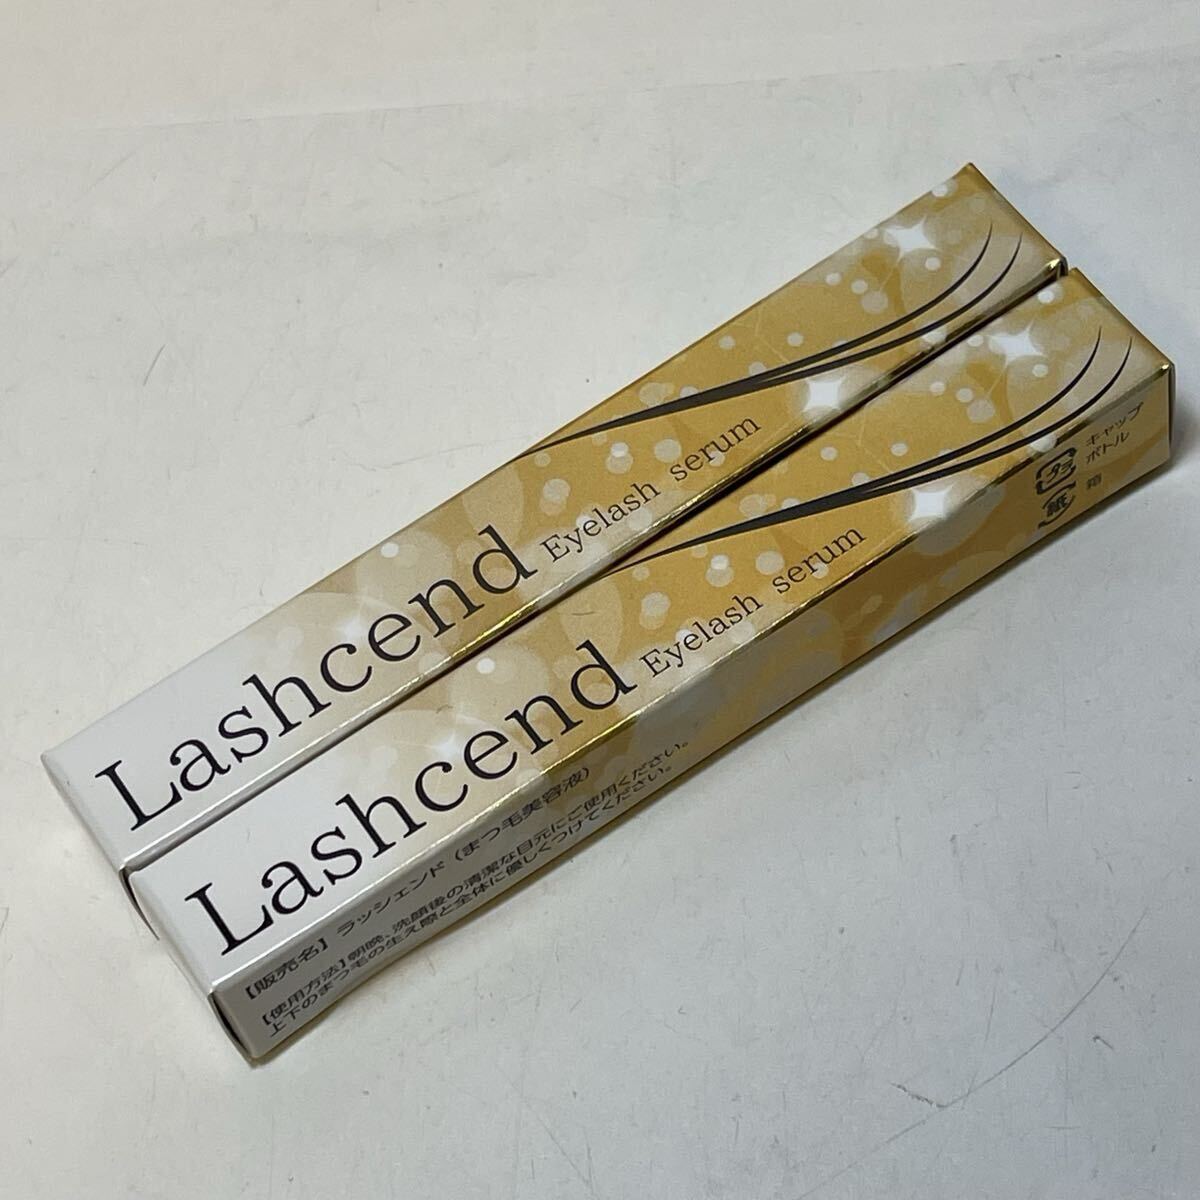 Lashcend Eyelash serum
Lashcend Eyelash serum
【販売名】ラッシェンド（まつ毛美容液）
【使用方法】朝晩、洗顔後の清潔な目元にご使用ください。
上下のまつ毛の生え際と全体に優しくつけてください。
プラ
キャップ
ボトル
紙
箱